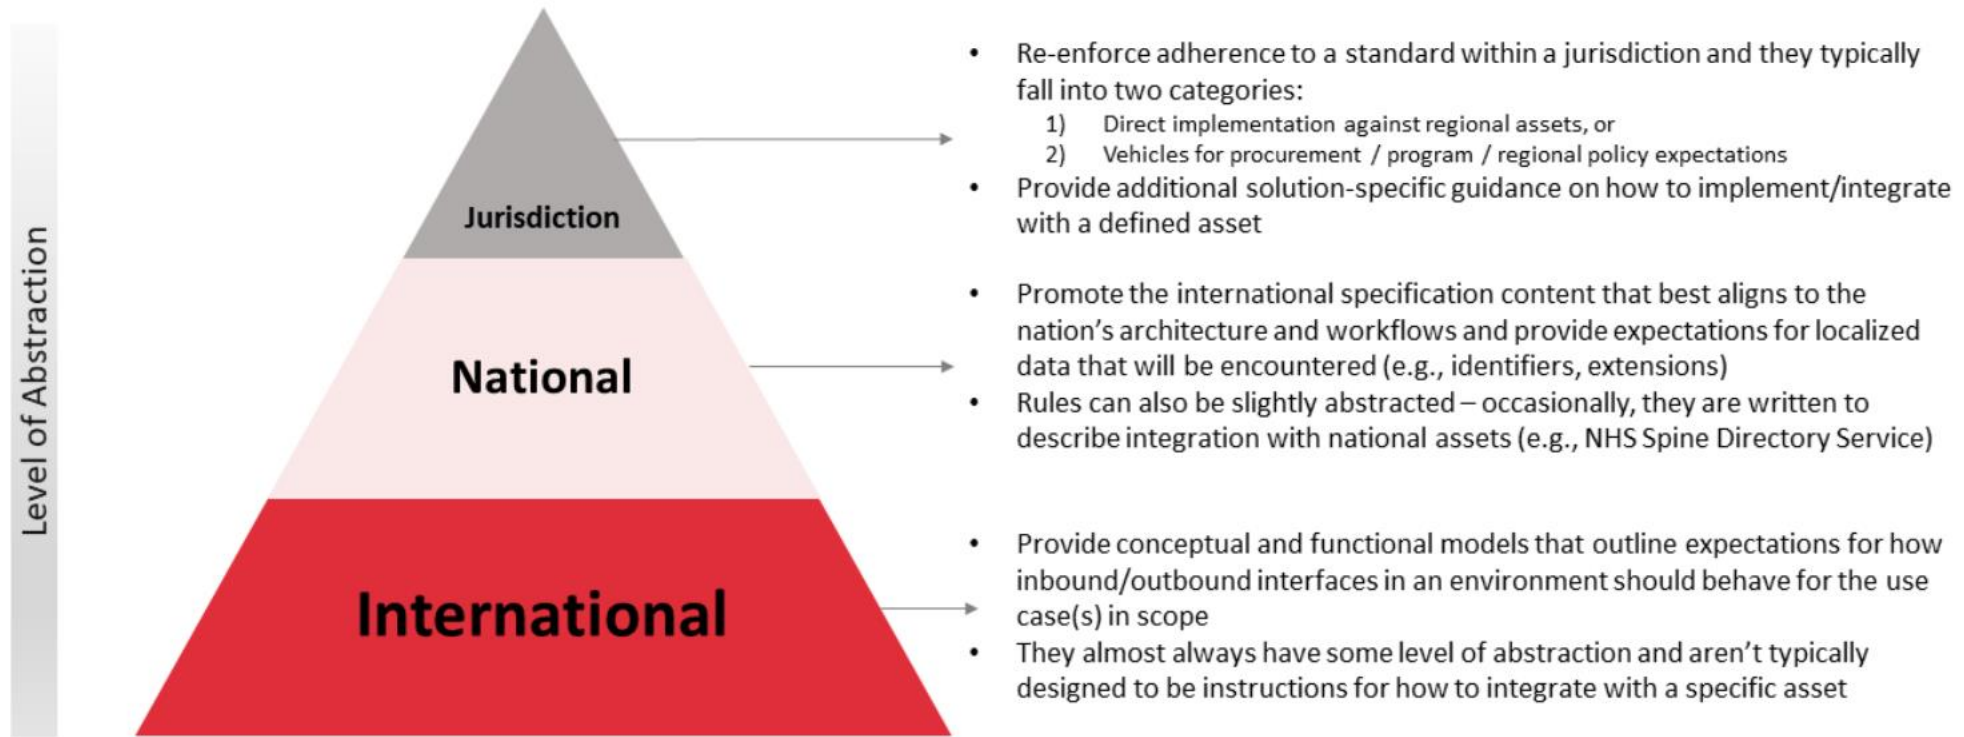 Level of Abstraction
Jurisdiction
National
International
• Re-enforce adherence to a standard within a jurisdiction and they typically
fall into two categories:
1) Direct implementation against regional assets, or
2) Vehicles for procurement / program / regional policy expectations
• Provide additional solution-specific guidance on how to implement/integrate
with a defined asset
• Promote the international specification content that best aligns to the
nation’s architecture and workflows and provide expectations for localized
data that will be encountered (e.g., identifiers, extensions)
• Rules can also be slightly abstracted – occasionally, they are written to
describe integration with national assets (e.g., NHS Spine Directory Service)
• Provide conceptual and functional models that outline expectations for how
inbound/outbound interfaces in an environment should behave for the use
case(s) in scope
• They almost always have some level of abstraction and aren’t typically
designed to be instructions for how to integrate with a specific asset